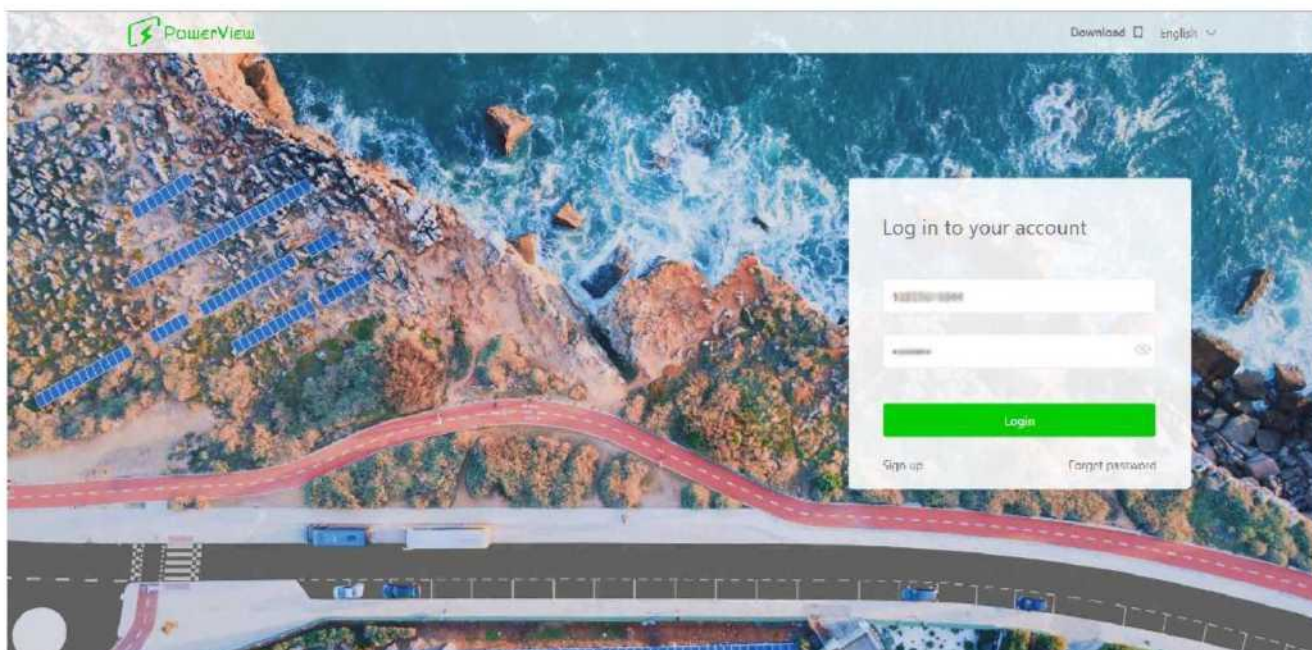 PowerView
Download English
Log in to your account
Login
Sign up
Forgot password